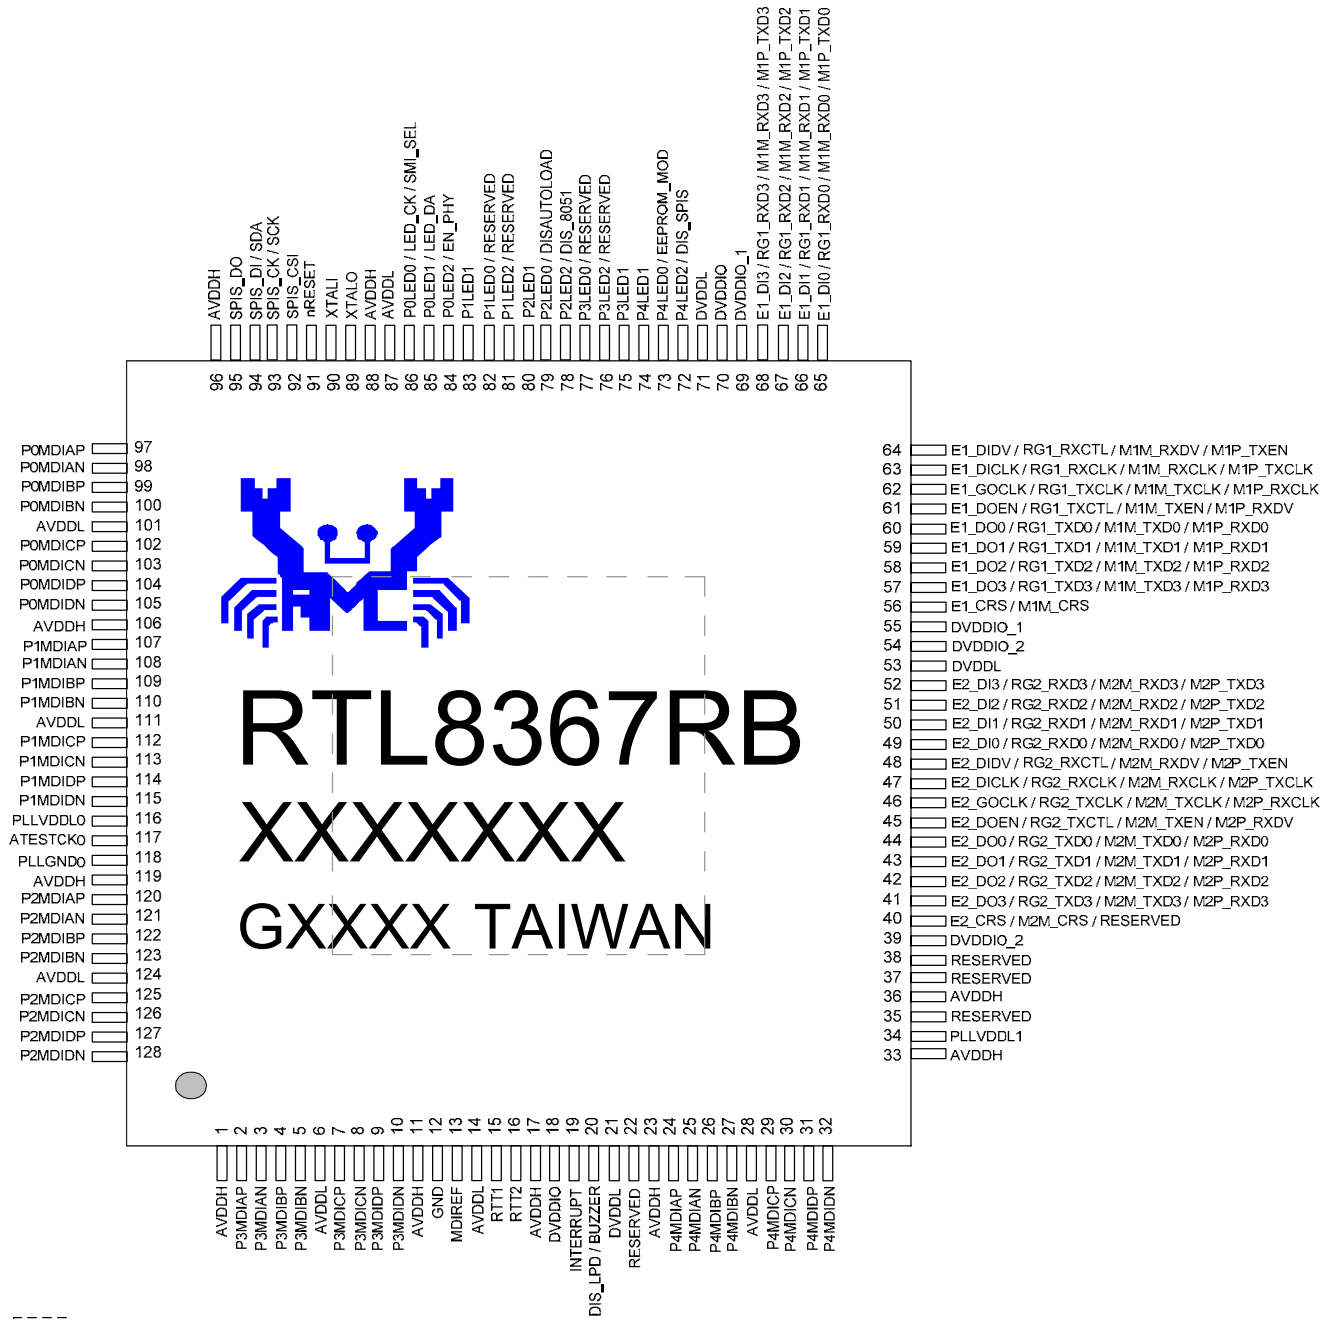 E1_DI3 / RG1_RXD3 / M1M_RXD3 / M1P_TXD3
E1_DI2 / RG1_RXD2 / M1M_RXD2 / M1P_TXD2
E1_DI1 / RG1_RXD1 / M1M_RXD1 / M1P_TXD1
E1_DI0 / RG1_RXD0 / M1M_RXD0 / M1P_TXD0
AVDDH
SPIS_DO
SPIS_DI / SDA
SPIS_CK / SCK
SPIS_CSI
nRESET
XTALI
XTALO
AVDDH
AVDDL
P0LED0 / LED_CK / SMI_SEL
P0LED1 / LED_DA
P0LED2 / EN_PHY
P1LED1
P1LED0 / RESERVED
P1LED2 / RESERVED
P2LED1
P2LED0 / DISAUTOLOAD
P2LED2 / DIS_8051
P3LED0 / RESERVED
P3LED2 / RESERVED
P3LED1
P4LED1
P4LED0 / EEPROM_MOD
P4LED2 / DIS_SPIS
DVDDL
DVDDIO
DVDDIO_1
96 95 94 93 92 91 90 89 88 87 86 85 84 83 82 81 80 79 78 77 76 75 74 73 72 71 70 69 68 67 66 65
P0MDIAP 97
P0MDIAN 98
P0MDIBP 99
P0MDIBN 100
AVDDL 101
P0MDICP 102
P0MDICN 103
P0MDIDP 104
P0MDIDN 105
AVDDH 106
P1MDIAP 107
P1MDIAN 108
P1MDIBP 109
P1MDIBN 110
AVDDL 111
P1MDICP 112
P1MDICN 113
P1MDIDP 114
P1MDIDN 115
PLLVDDL0 116
ATESTCK0 117
PLLGND0 118
AVDDH 119
P2MDIAP 120
P2MDIAN 121
P2MDIBP 122
P2MDIBN 123
AVDDL 124
P2MDICP 125
P2MDICN 126
P2MDIDP 127
P2MDIDN 128
RTL8367RB
XXXXXXX
GXXXX TAIWAN
64 E1_DIDV / RG1_RXCTL / M1M_RXDV / M1P_TXEN
63 E1_DICLK / RG1_RXCLK / M1M_RXCLK / M1P_TXCLK
62 E1_GOCLK / RG1_TXCLK / M1M_TXCLK / M1P_RXCLK
61 E1_DOEN / RG1_TXCTL / M1M_TXEN / M1P_RXDV
60 E1_DO0 / RG1_TXD0 / M1M_TXD0 / M1P_RXD0
59 E1_DO1 / RG1_TXD1 / M1M_TXD1 / M1P_RXD1
58 E1_DO2 / RG1_TXD2 / M1M_TXD2 / M1P_RXD2
57 E1_DO3 / RG1_TXD3 / M1M_TXD3 / M1P_RXD3
56 E1_CRS / M1M_CRS
55 DVDDIO_1
54 DVDDIO_2
53 DVDDL
52 E2_DI3 / RG2_RXD3 / M2M_RXD3 / M2P_TXD3
51 E2_DI2 / RG2_RXD2 / M2M_RXD2 / M2P_TXD2
50 E2_DI1 / RG2_RXD1 / M2M_RXD1 / M2P_TXD1
49 E2_DI0 / RG2_RXD0 / M2M_RXD0 / M2P_TXD0
48 E2_DIDV / RG2_RXCTL / M2M_RXDV / M2P_TXEN
47 E2_DICLK / RG2_RXCLK / M2M_RXCLK / M2P_TXCLK
46 E2_GOCLK / RG2_TXCLK / M2M_TXCLK / M2P_RXCLK
45 E2_DOEN / RG2_TXCTL / M2M_TXEN / M2P_RXDV
44 E2_DO0 / RG2_TXD0 / M2M_TXD0 / M2P_RXD0
43 E2_DO1 / RG2_TXD1 / M2M_TXD1 / M2P_RXD1
42 E2_DO2 / RG2_TXD2 / M2M_TXD2 / M2P_RXD2
41 E2_DO3 / RG2_TXD3 / M2M_TXD3 / M2P_RXD3
40 E2_CRS / M2M_CRS / RESERVED
39 DVDDIO_2
38 RESERVED
37 RESERVED
36 AVDDH
35 RESERVED
34 PLLVDDL1
33 AVDDH
1 2 3 4 5 6 7 8 9 10 11 12 13 14 15 16 17 18 19 20 21 22 23 24 25 26 27 28 29 30 31 32
AVDDH
P3MDIAP
P3MDIAN
P3MDIBP
P3MDIBN
AVDDL
P3MDICP
P3MDICN
P3MDIDP
P3MDIDN
AVDDH
GND
MDIREF
AVDDL
RTT1
RTT2
AVDDH
DVDDIO
INTERRUPT
DIS_LPD / BUZZER
DVDDL
RESERVED
AVDDH
P4MDIAP
P4MDIAN
P4MDIBP
P4MDIBN
AVDDL
P4MDICP
P4MDICN
P4MDIDP
P4MDIDN